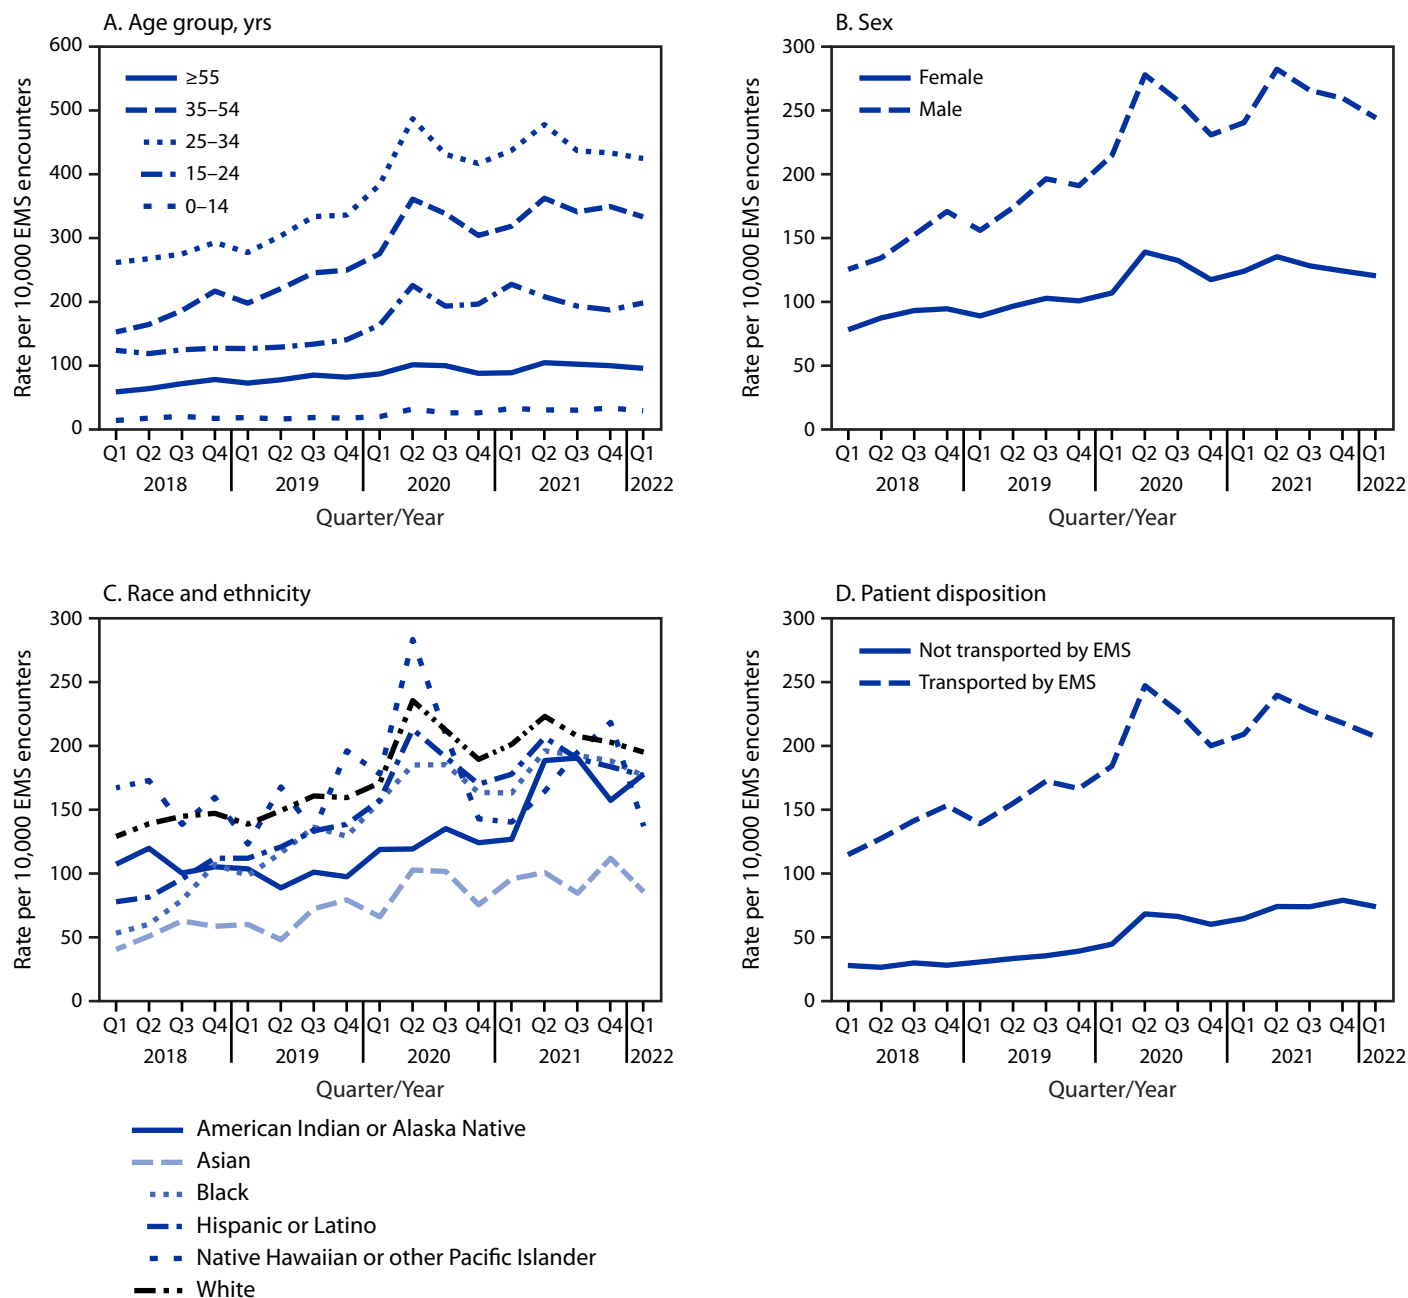 A. Age group, yrs
Rate per 10,000 EMS encounters
600
500
400
300
200
100
0
≥55
35–54
25–34
15–24
0–14
Q1 Q2 Q3 Q4 Q1 Q2 Q3 Q4 Q1 Q2 Q3 Q4 Q1 Q2 Q3 Q4 Q1
2018 2019 2020 2021 2022
Quarter/Year
B. Sex
Rate per 10,000 EMS encounters
300
250
200
150
100
50
0
Female
Male
Q1 Q2 Q3 Q4 Q1 Q2 Q3 Q4 Q1 Q2 Q3 Q4 Q1 Q2 Q3 Q4 Q1
2018 2019 2020 2021 2022
Quarter/Year
C. Race and ethnicity
Rate per 10,000 EMS encounters
300
250
200
150
100
50
0
Q1 Q2 Q3 Q4 Q1 Q2 Q3 Q4 Q1 Q2 Q3 Q4 Q1 Q2 Q3 Q4 Q1
2018 2019 2020 2021 2022
Quarter/Year
American Indian or Alaska Native
Asian
Black
Hispanic or Latino
Native Hawaiian or other Pacific Islander
White
D. Patient disposition
Rate per 10,000 EMS encounters
300
250
200
150
100
50
0
Not transported by EMS
Transported by EMS
Q1 Q2 Q3 Q4 Q1 Q2 Q3 Q4 Q1 Q2 Q3 Q4 Q1 Q2 Q3 Q4 Q1
2018 2019 2020 2021 2022
Quarter/Year